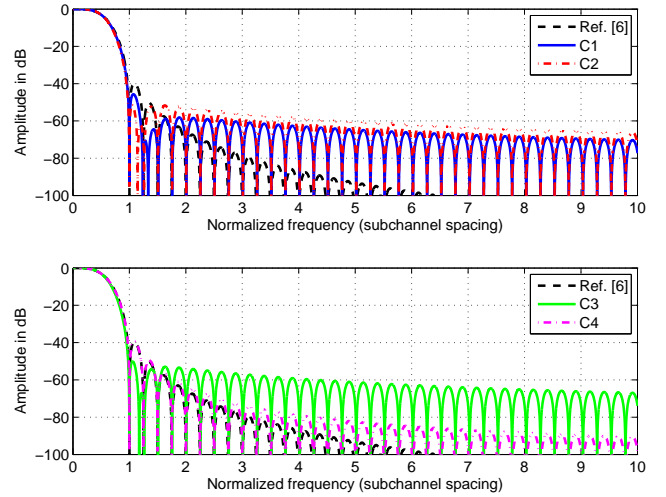 0
−20
−40
−60
−80
−100
Amplitude in dB
0 1 2 3 4 5 6 7 8 9 10
Normalized frequency (subchannel spacing)
Ref. [6]
C1
C2
0
−20
−40
−60
−80
−100
Amplitude in dB
0 1 2 3 4 5 6 7 8 9 10
Normalized frequency (subchannel spacing)
Ref. [6]
C3
C4